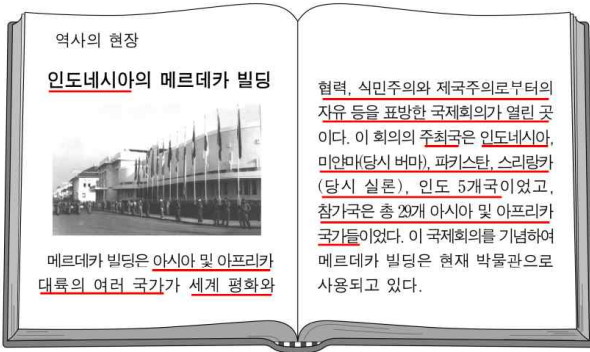 역사의 현장
인도네시아의 메르데카 빌딩
메르데카 빌딩은 아시아 및 아프리카
대륙의 여러 국가가 세계 평화와
협력, 식민주의와 제국주의로부터의
자유 등을 표방한 국제회의가 열린 곳
이다. 이 회의의 주최국은 인도네시아,
미얀마(당시 버마), 파키스탄, 스리랑카
(당시 실론), 인도 5개국이었고,
참가국은 총 29개 아시아 및 아프리카
국가들이었다. 이 국제회의를 기념하여
메르데카 빌딩은 현재 박물관으로
사용되고 있다.